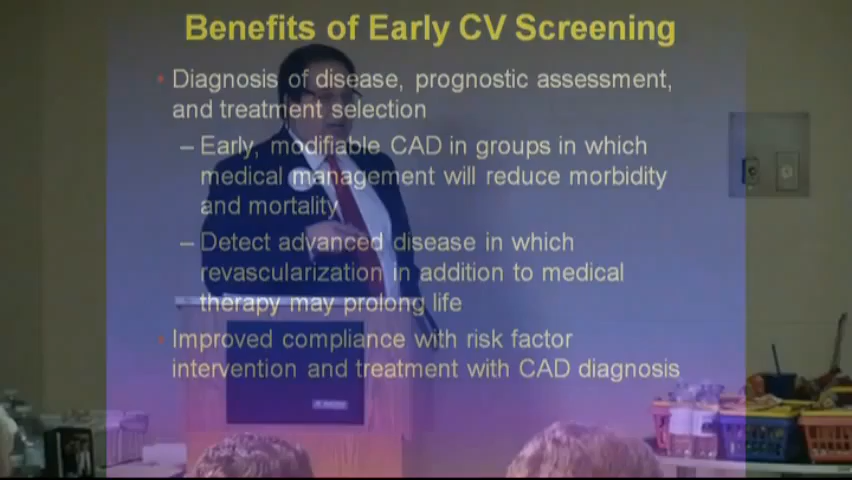 Benefits of Early CV Screening
• Diagnosis of disease, prognostic assessment,
and treatment selection
– Early, modifiable CAD in groups in which
medical management will reduce morbidity
and mortality
– Detect advanced disease in which
revascularization in addition to medical
therapy may prolong life
• Improved compliance with risk factor
intervention and treatment with CAD diagnosis